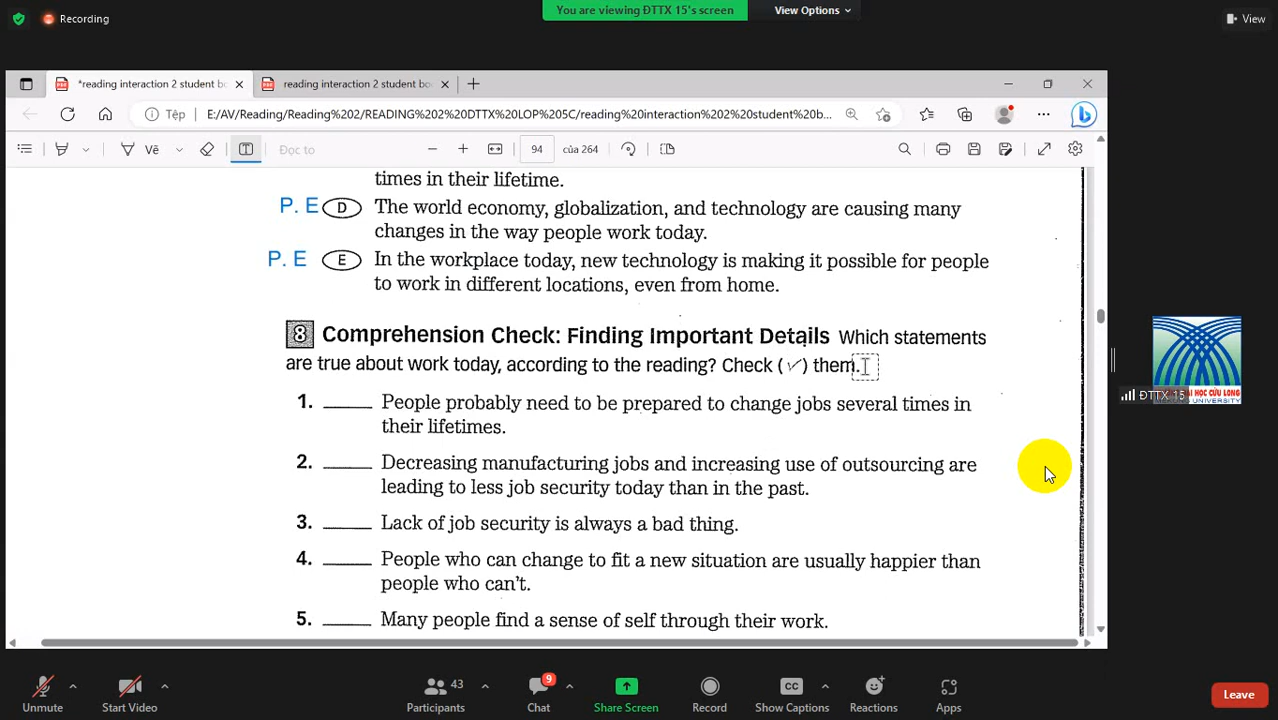 Recording
You are viewing ĐTTX 15's screen
View Options
View
*reading interaction 2 student bo
reading interaction 2 student bo
Tệp
E:/AV/Reading/Reading%202/READING%202%20DTTX%20LOP%205C/reading%20interaction%202%20student%20b...
Vẽ
Đọc to
94
của 264
times in their lifetime.
P. E D The world economy, globalization, and technology are causing many
changes in the way people work today.
P. E E In the workplace today, new technology is making it possible for people
to work in different locations, even from home.
8 Comprehension Check: Finding Important Details Which statements
are true about work today, according to the reading? Check (✓) them.
1. _____ People probably need to be prepared to change jobs several times in
their lifetimes.
2. _____ Decreasing manufacturing jobs and increasing use of outsourcing are
leading to less job security today than in the past.
3. _____ Lack of job security is always a bad thing.
4. _____ People who can change to fit a new situation are usually happier than
people who can't.
5. _____ Many people find a sense of self through their work.
ĐTTX 15
Unmute
Start Video
43
Participants
9
Chat
Share Screen
Record
CC
Show Captions
Reactions
Apps
Leave